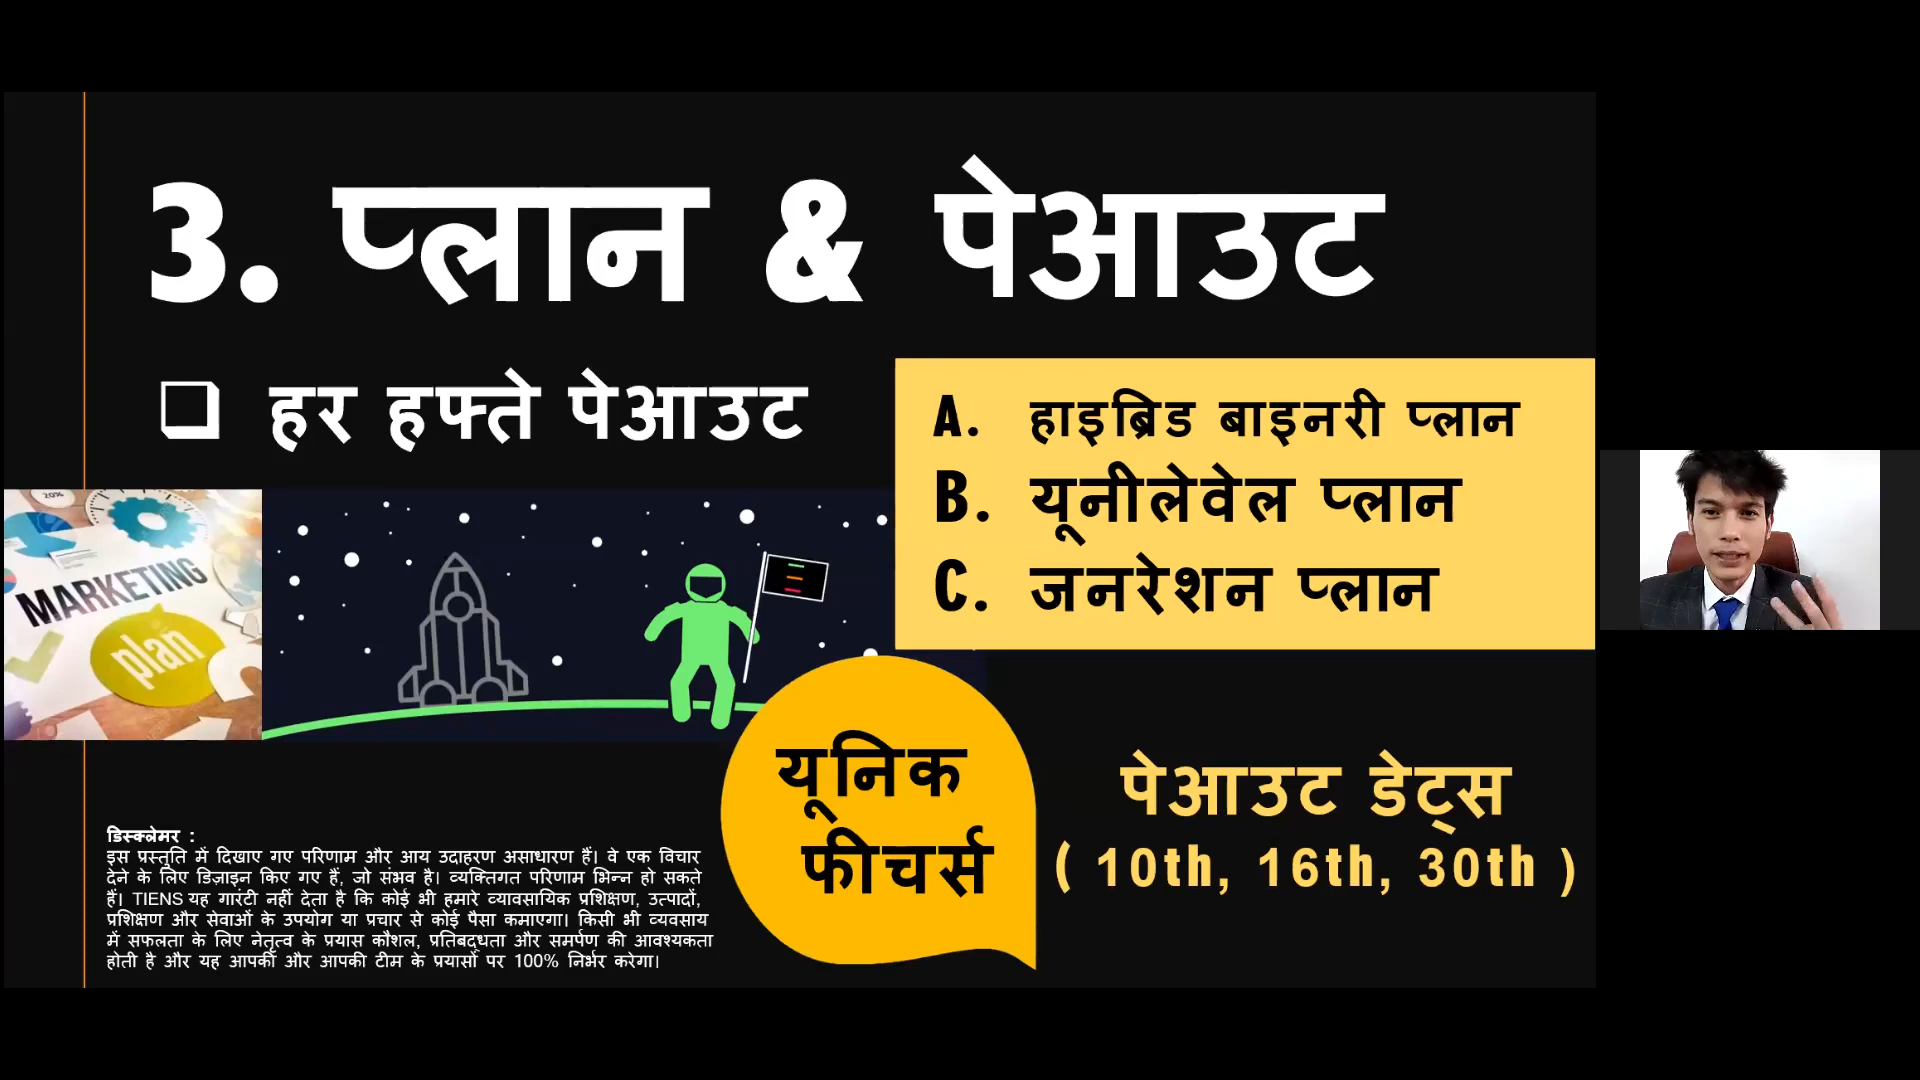 3. प्लान & पेआउट
❑ हर हफ्ते पेआउट
A. हाइब्रिड बाइनरी प्लान
B. यूनीलेवेल प्लान
C. जनरेशन प्लान
20%
MARKETING
plan
यूनिक
फीचर्स
पेआउट डेट्स
( 10th, 16th, 30th )
डिस्क्लेमर :
इस प्रस्तुति में दिखाए गए परिणाम और आय उदाहरण असाधारण हैं। वे एक विचार
देने के लिए डिज़ाइन किए गए हैं, जो संभव है। व्यक्तिगत परिणाम भिन्न हो सकते
हैं। TIENS यह गारंटी नहीं देता है कि कोई भी हमारे व्यावसायिक प्रशिक्षण, उत्पादों,
प्रशिक्षण और सेवाओं के उपयोग या प्रचार से कोई पैसा कमाएगा। किसी भी व्यवसाय
में सफलता के लिए नेतृत्व के प्रयास कौशल, प्रतिबद्धता और समर्पण की आवश्यकता
होती है और यह आपकी और आपकी टीम के प्रयासों पर 100% निर्भर करेगा।